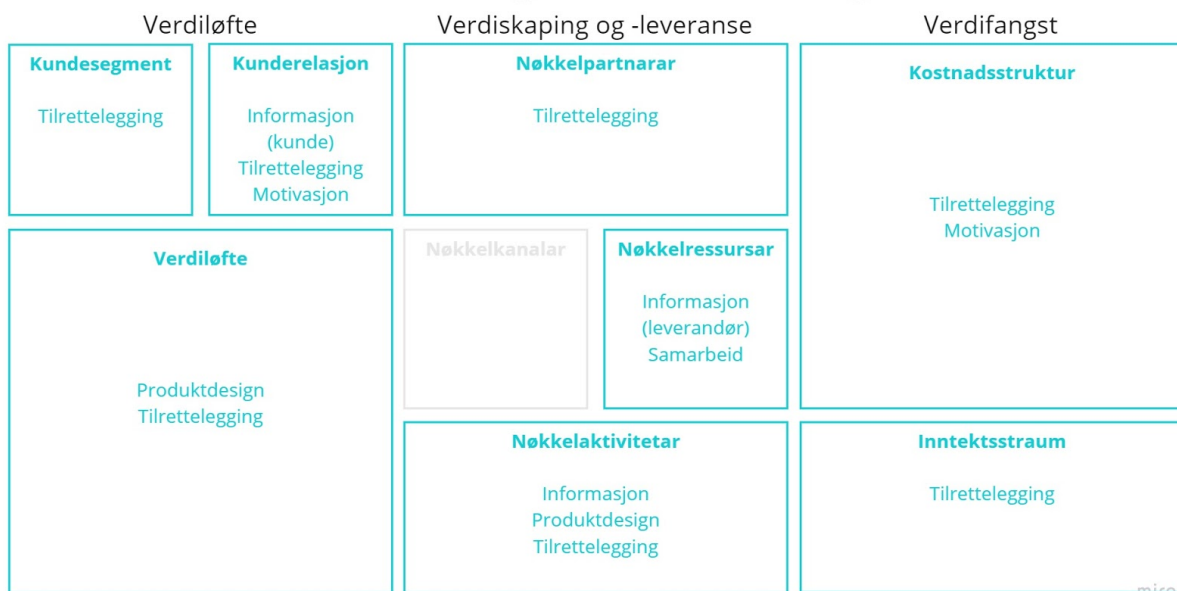 Verdiløfte
Verdiskaping og -leveranse
Verdifangst
Kundesegment
Tilrettelegging
Kunderelasjon
Informasjon
(kunde)
Tilrettelegging
Motivasjon
Nøkkelpartnarar
Tilrettelegging
Kostnadsstruktur
Tilrettelegging
Motivasjon
Verdiløfte
Produktdesign
Tilrettelegging
Nøkkelkanalar
Nøkkelressursar
Informasjon
(leverandør)
Samarbeid
Nøkkelaktivitetar
Informasjon
Produktdesign
Tilrettelegging
Inntektsstraum
Tilrettelegging
miro